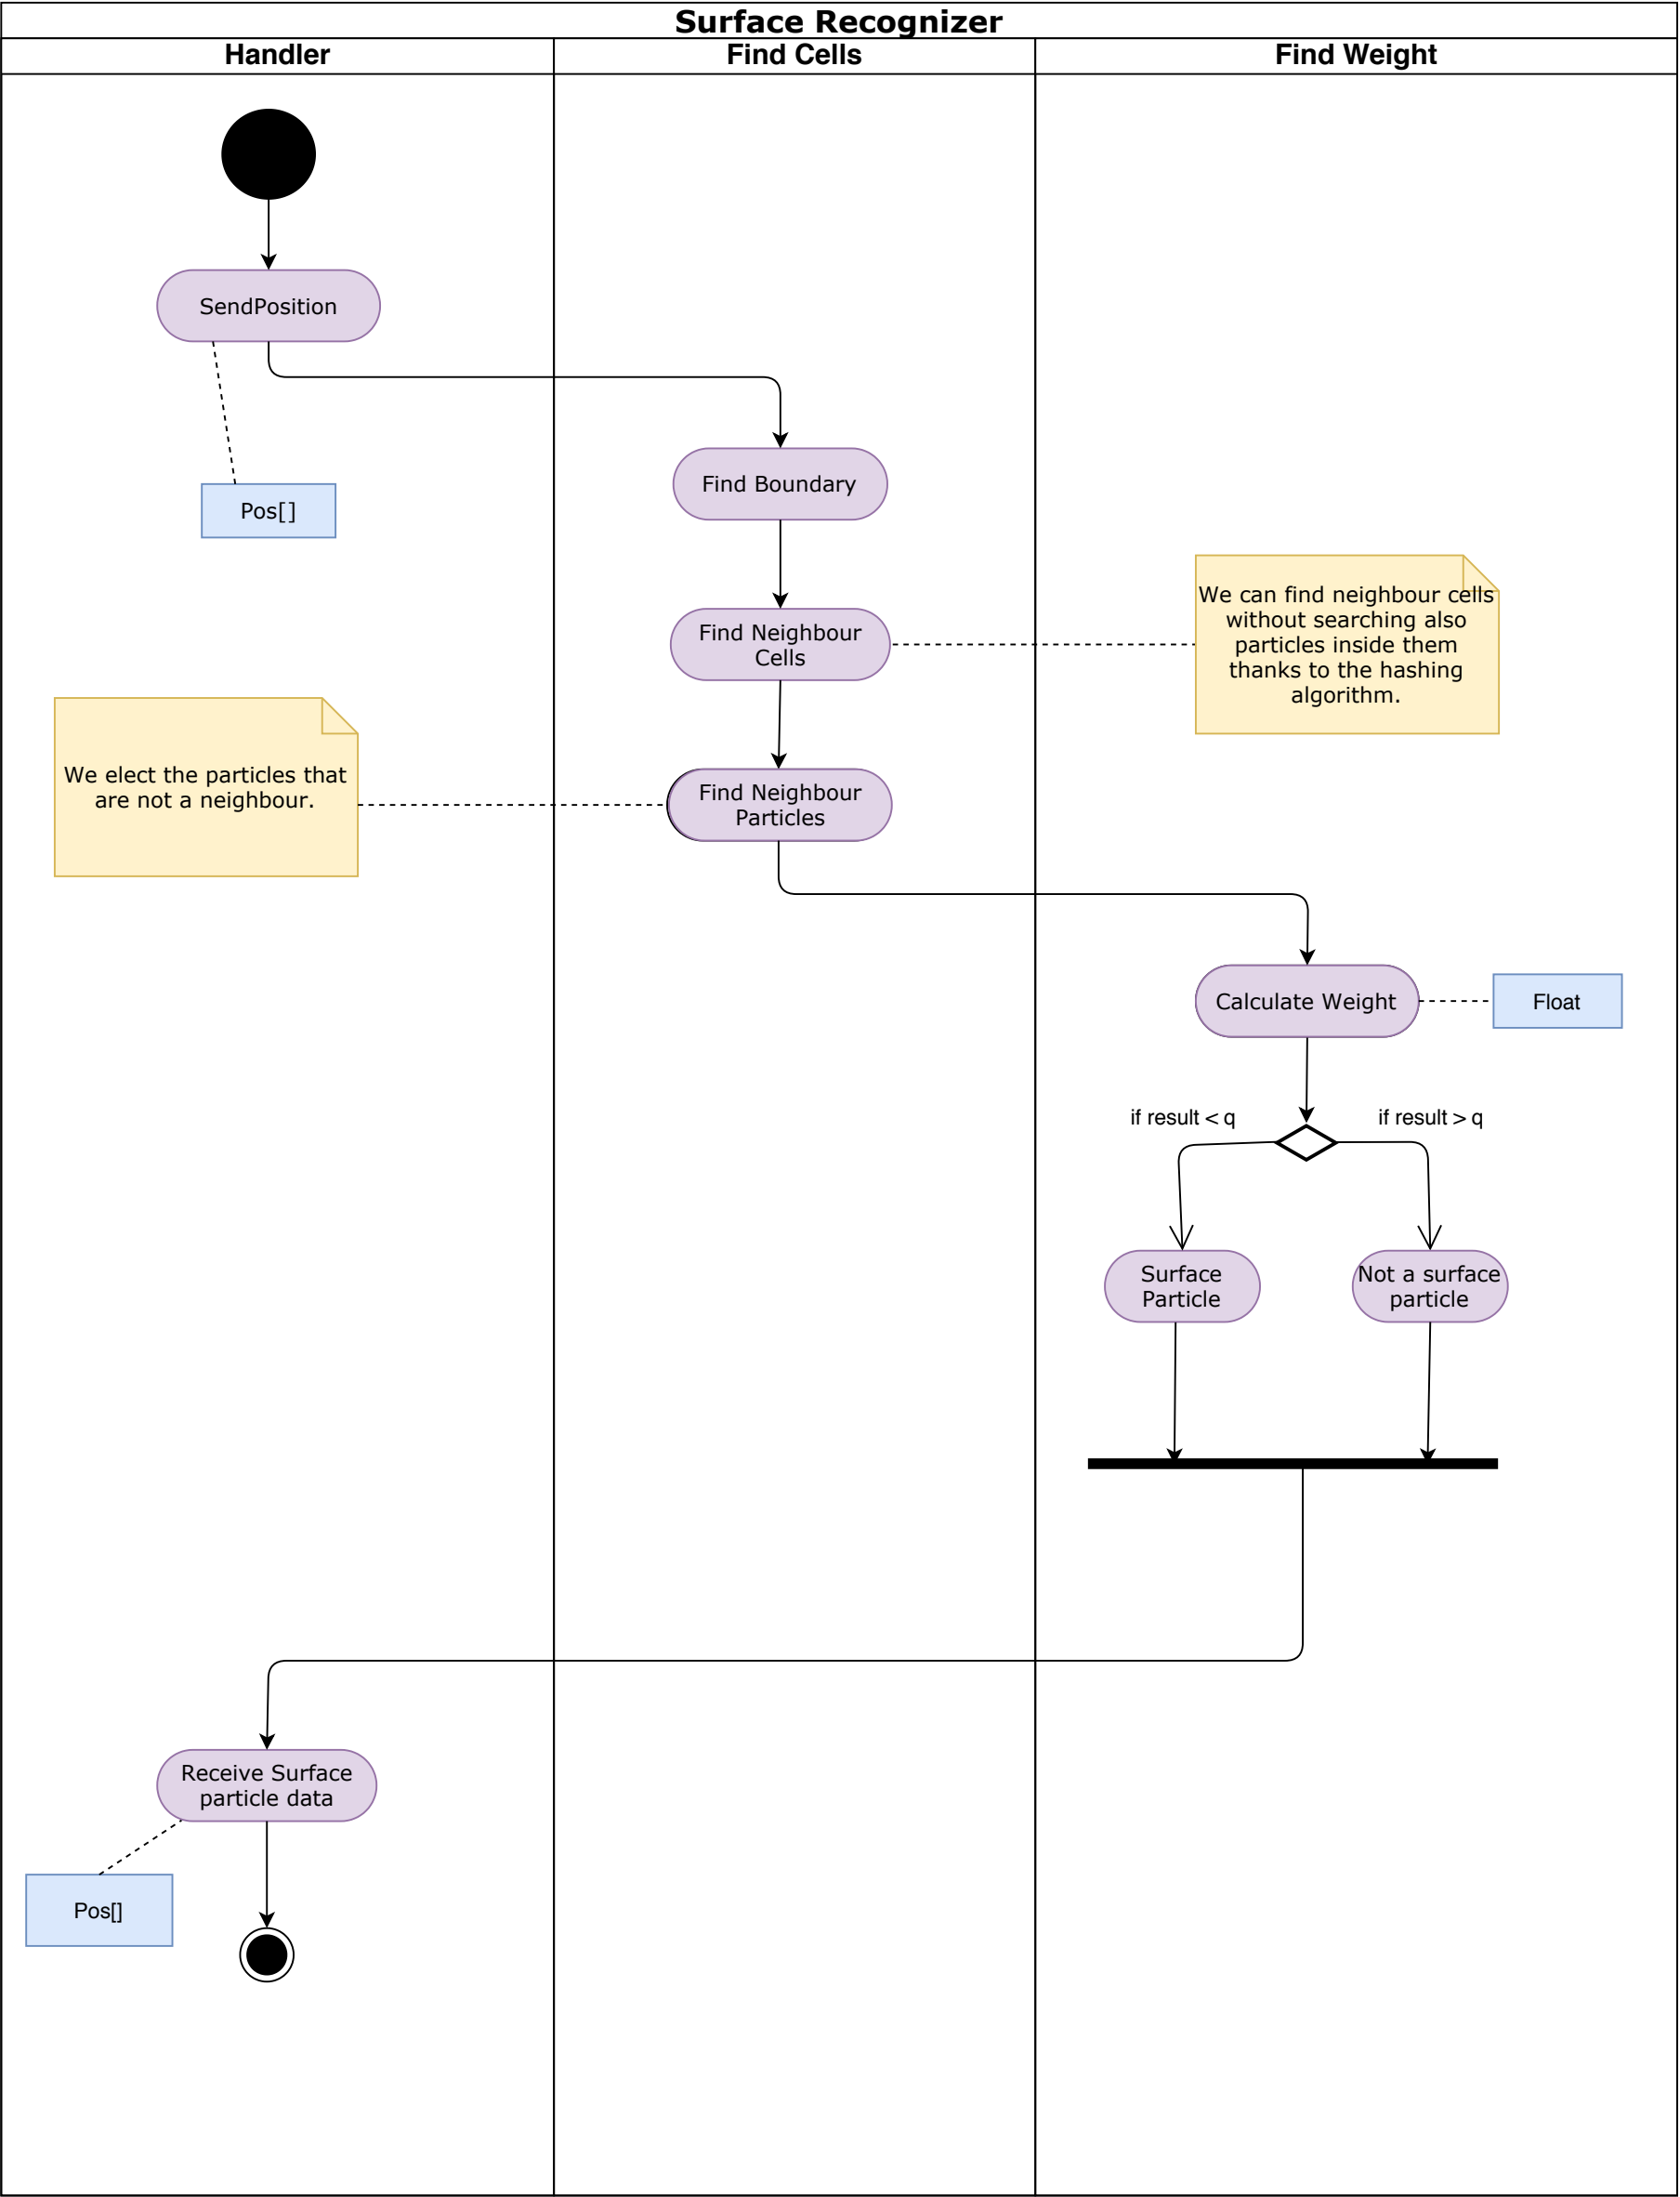 Surface Recognizer
Handler
Find Cells
Find Weight
SendPosition
Pos[]
Find Boundary
Find Neighbour
Cells
We can find neighbour cells
without searching also
particles inside them
thanks to the hashing
algorithm.
We elect the particles that
are not a neighbour.
Find Neighbour
Particles
Calculate Weight
Float
if result < q
if result > q
Surface
Particle
Not a surface
particle
Receive Surface
particle data
Pos[]